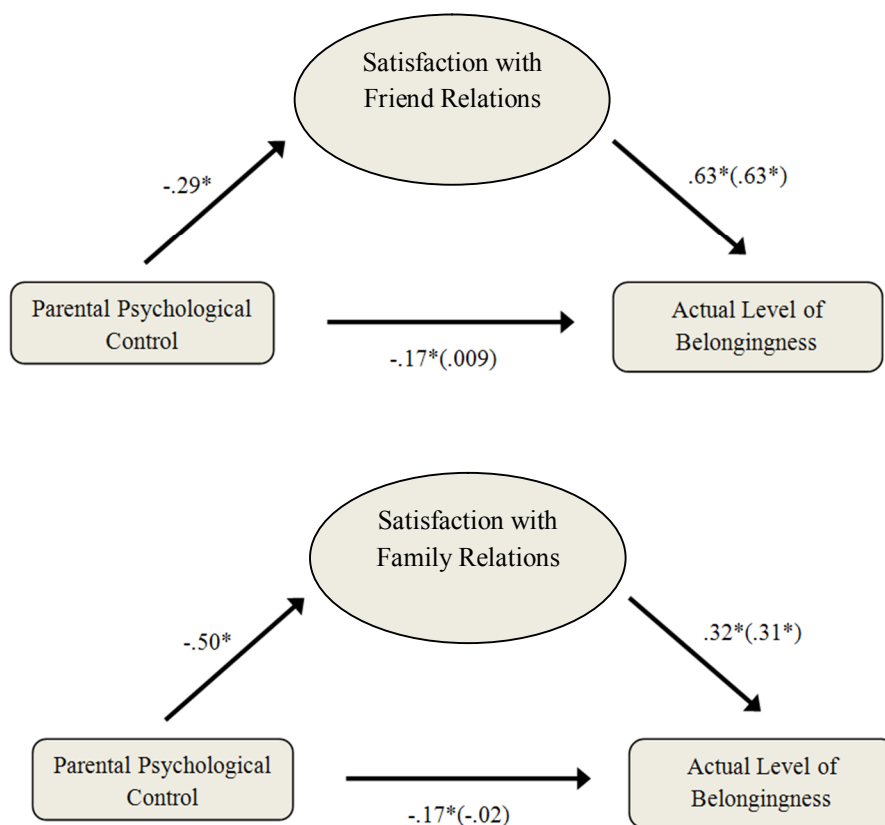 Satisfaction with
Friend Relations
-.29*
.63*(.63*)
Parental Psychological
Control
-.17*(.009)
Actual Level of
Belongingness
Satisfaction with
Family Relations
-.50*
.32*(.31*)
Parental Psychological
Control
-.17*(-.02)
Actual Level of
Belongingness